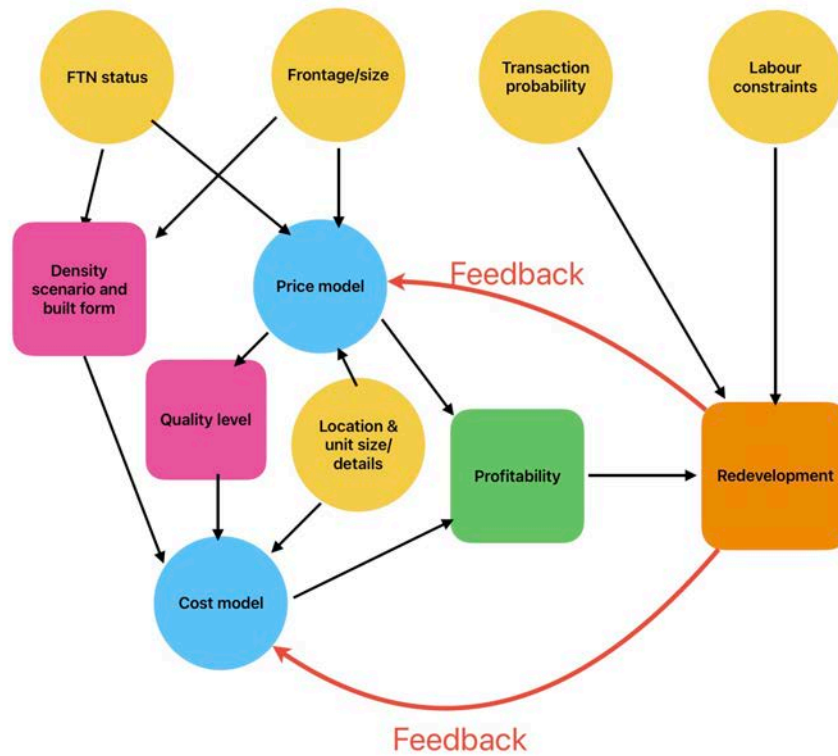 FTN status
Frontage/size
Transaction
probability
Labour
constraints
Density
scenario and
built form
Price model
Feedback
Quality level
Location &
unit size/
details
Profitability
Redevelopment
Cost model
Feedback